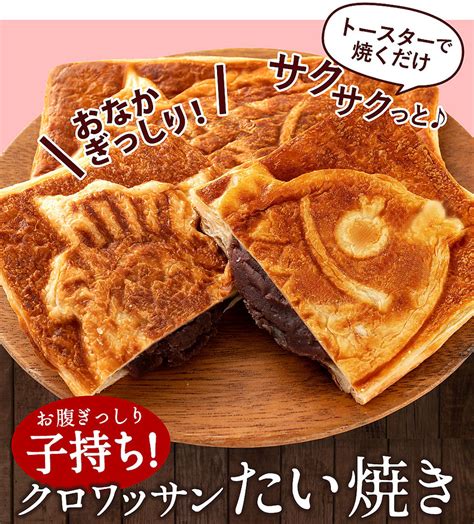 トースターで
焼くだけ
サクサクっと♪
おなか
ぎっしり!
お腹ぎっしり
子持ち!
クロワッサンたい焼き